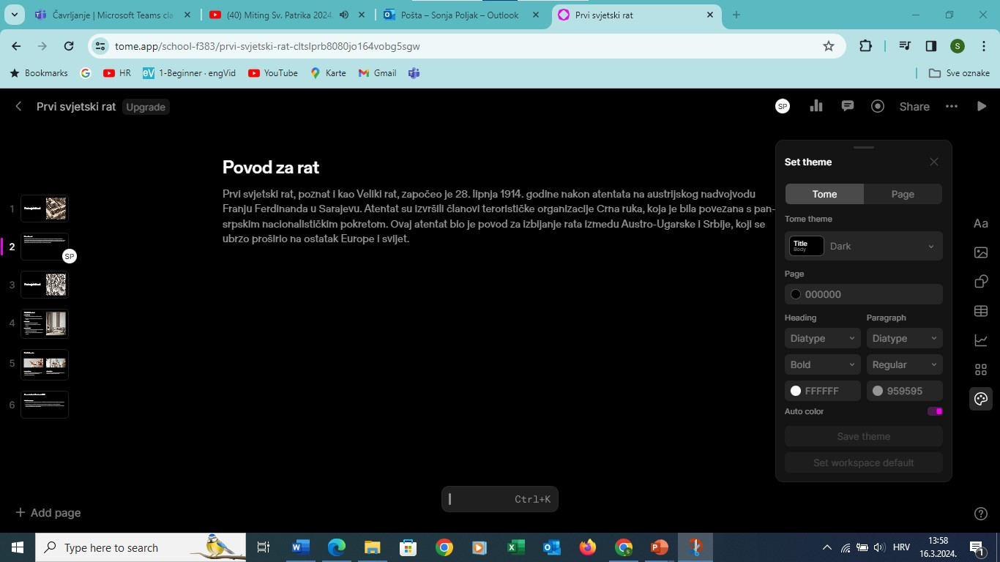 Čavrljanje | Microsoft Teams cla
(40) Miting Sv. Patrika 2024.
Pošta – Sonja Poljak – Outlook
Prvi svjetski rat
tome.app/school-f383/prvi-svjetski-rat-cltslprb8080jo164vobg5sgw
S
Bookmarks
HR
1-Beginner · engVid
YouTube
Karte
Gmail
Sve oznake
Prvi svjetski rat
Upgrade
SP
Share
Povod za rat
Prvi svjetski rat, poznat i kao Veliki rat, započeo je 28. lipnja 1914. godine nakon atentata na austrijskog nadvojvodu
Franju Ferdinanda u Sarajevu. Atentat su izvršili članovi terorističke organizacije Crna ruka, koja je bila povezana s pan-
srpskim nacionalističkim pokretom. Ovaj atentat bio je povod za izbijanje rata između Austro-Ugarske i Srbije, koji se
ubrzo proširio na ostatak Europe i svijet.
1
2
SP
3
4
5
6
Add page
Set theme
Tome
Page
Tome theme
Title
Body
Dark
Page
000000
Heading
Paragraph
Diatype
Diatype
Bold
Regular
FFFFFF
959595
Auto color
Save theme
Set workspace default
Aa
Ctrl+K
Type here to search
HRV
13:58
16.3.2024.
1